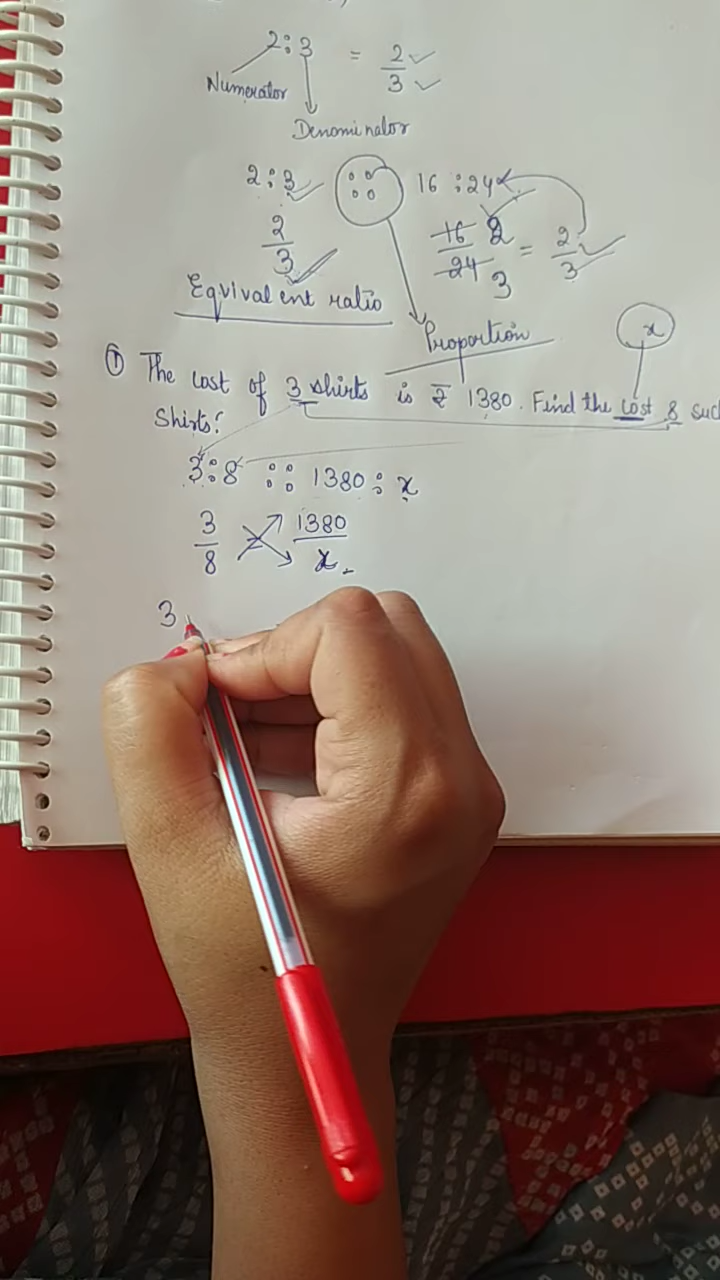 2:3 = 2/3
Numerator
Denominator
2:3 :: 16:24
2/3 16/24 2/3 = 2/3
Equivalent ratio
Proportion
x
① The cost of 3 shirts is ₹ 1380. Find the cost 8 such
Shirts?
3:8 :: 1380:x
3/8 = 1380/x
3